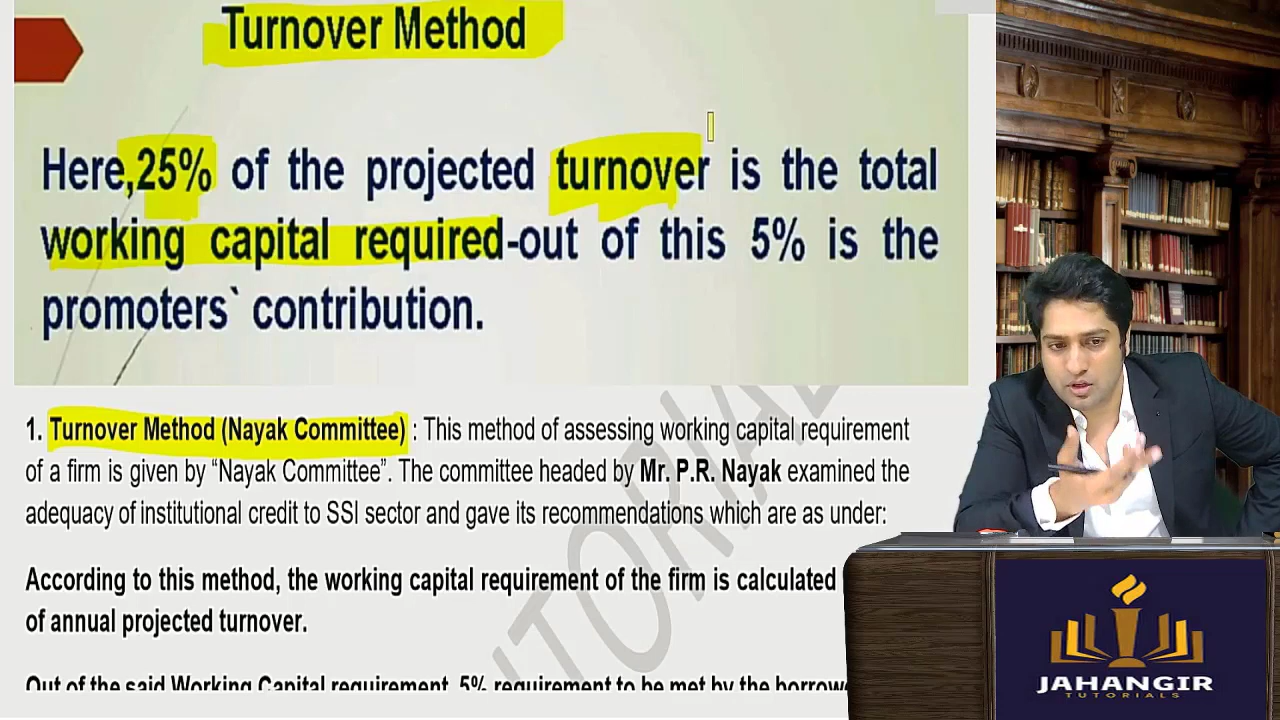 Turnover Method
Here,25% of the projected turnover is the total
working capital required-out of this 5% is the
promoters` contribution.
1. Turnover Method (Nayak Committee) : This method of assessing working capital requirement
of a firm is given by “Nayak Committee”. The committee headed by Mr. P.R. Nayak examined the
adequacy of institutional credit to SSI sector and gave its recommendations which are as under:
According to this method, the working capital requirement of the firm is calculated
of annual projected turnover.
Out of the said Working Capital requirement, 5% requirement to be met by the
JAHANGIR
TUTORIALS